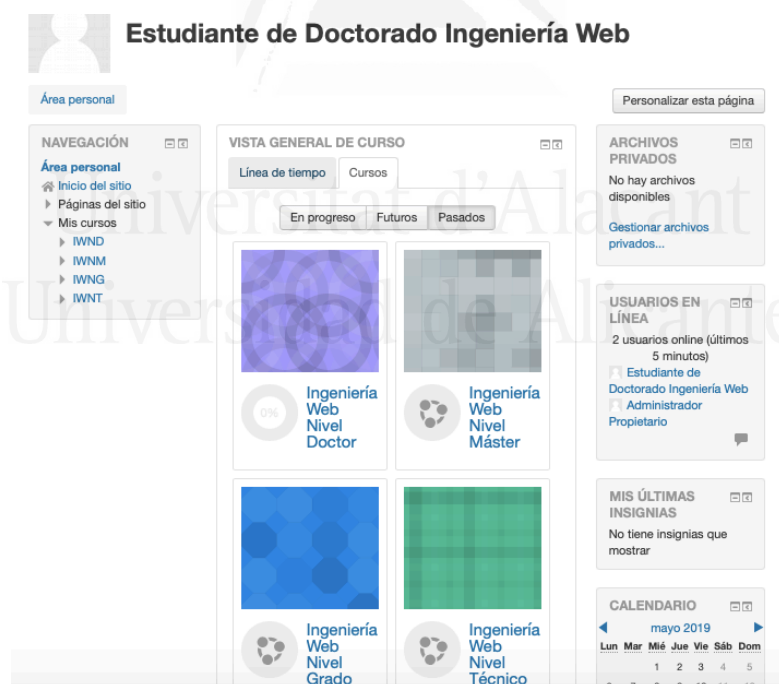 Estudiante de Doctorado Ingeniería Web
Área personal
Personalizar esta página
NAVEGACIÓN
Área personal
Inicio del sitio
Páginas del sitio
Mis cursos
IWND
IWNM
IWNG
IWNT
VISTA GENERAL DE CURSO
Línea de tiempo
Cursos
En progreso
Futuros
Pasados
0%
Ingeniería
Web
Nivel
Doctor
Ingeniería
Web
Nivel
Máster
Ingeniería
Web
Nivel
Grado
Ingeniería
Web
Nivel
Técnico
ARCHIVOS
PRIVADOS
No hay archivos
disponibles
Gestionar archivos
privados...
USUARIOS EN
LÍNEA
2 usuarios online (últimos
5 minutos)
Estudiante de
Doctorado Ingeniería Web
Administrador
Propietario
MIS ÚLTIMAS
INSIGNIAS
No tiene insignias que
mostrar
CALENDARIO
mayo 2019
Lun Mar Mié Jue Vie Sáb Dom
1 2 3 4 5
Universitat d'Alacant
Universidad de Alicante